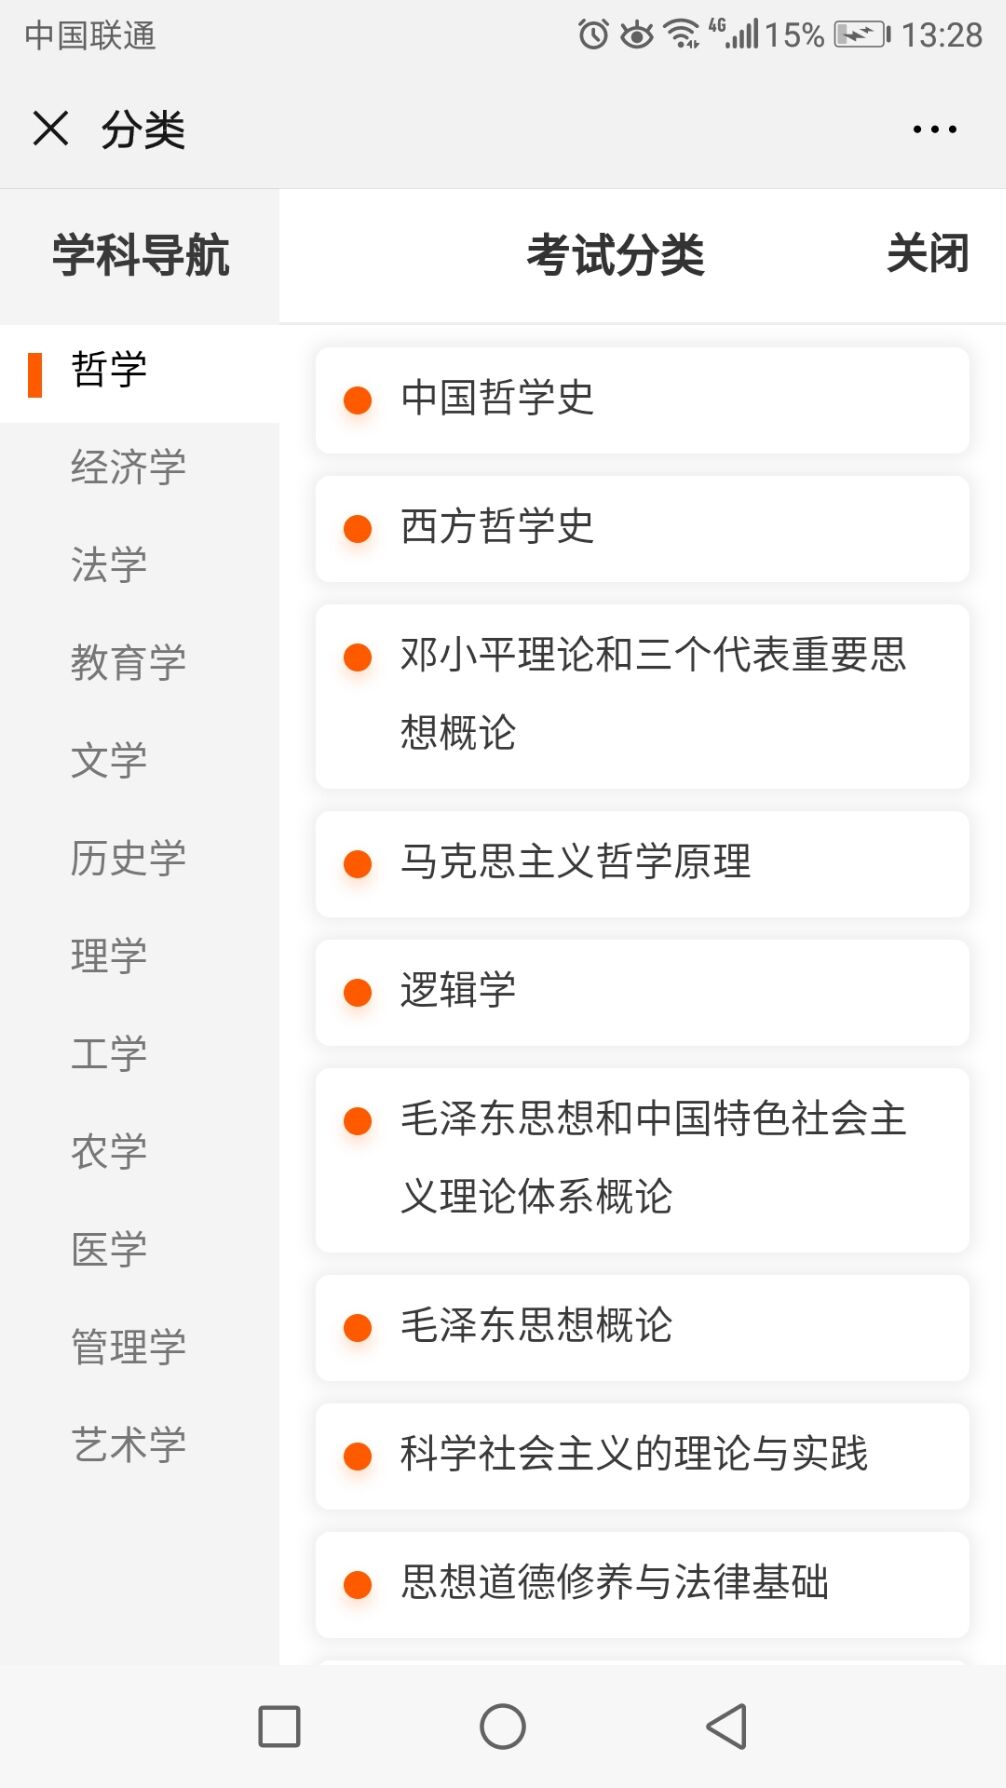 中国联通 4G 15% 13:28
分类
学科导航
考试分类 关闭
哲学
经济学
法学
教育学
文学
历史学
理学
工学
农学
医学
管理学
艺术学
中国哲学史
西方哲学史
邓小平理论和三个代表重要思
想概论
马克思主义哲学原理
逻辑学
毛泽东思想和中国特色社会主
义理论体系概论
毛泽东思想概论
科学社会主义的理论与实践
思想道德修养与法律基础